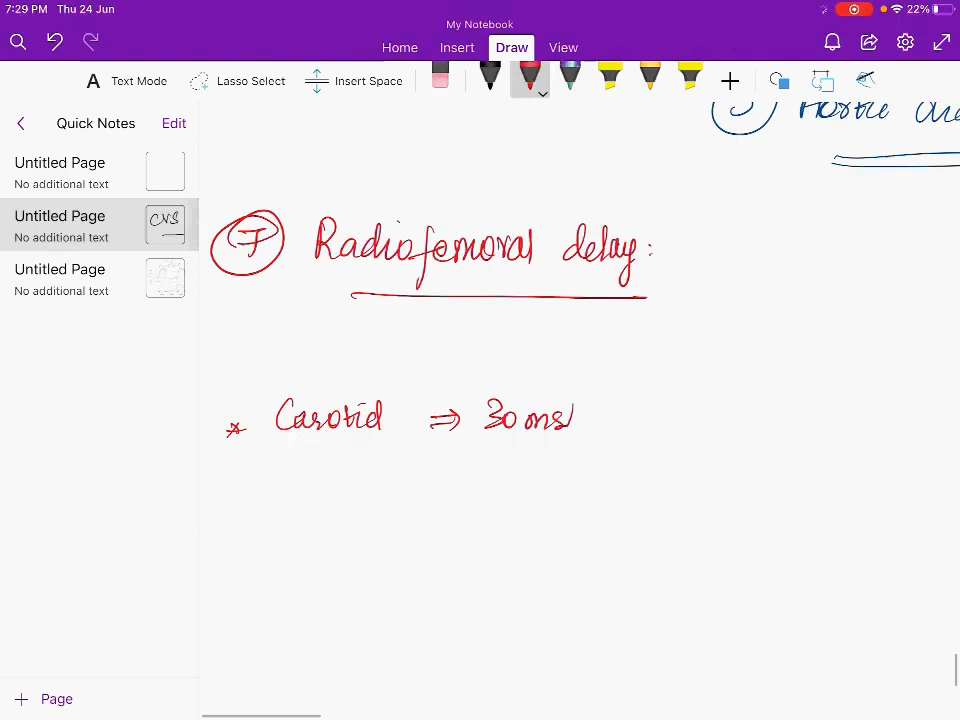 7:29 PM Thu 24 Jun 22%
My Notebook
Home Insert Draw View
Text Mode Lasso Select Insert Space
Quick Notes Edit
Untitled Page
No additional text
Untitled Page
No additional text
CNS
Untitled Page
No additional text
Radiofemoral delay:
* Carotid ⇒ 30 ms
+ Page